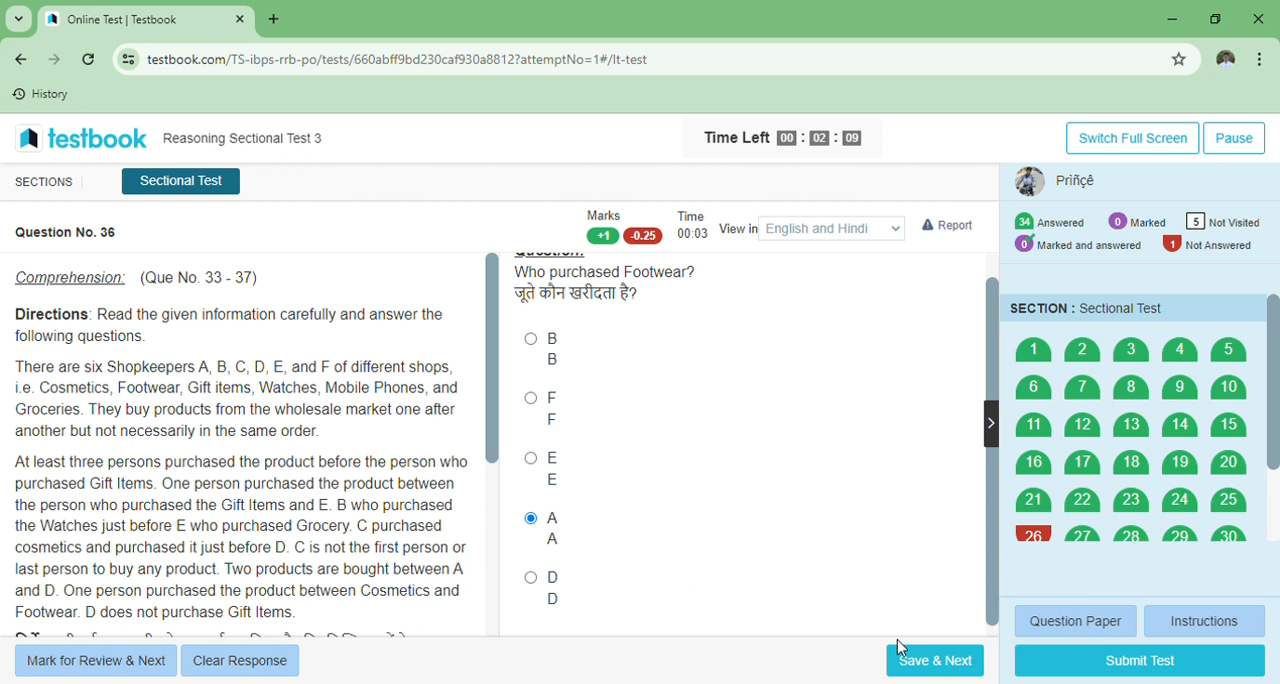 Online Test | Testbook
testbook.com/TS-ibps-rrb-po/tests/660abff9bd230caf930a8812?attemptNo=1#/lt-test
History
testbook
Reasoning Sectional Test 3
Time Left 00 : 02 : 09
Switch Full Screen
Pause
SECTIONS
Sectional Test
Prìñçê
Question No. 36
Marks
+1 -0.25
Time
00:03
View in English and Hindi
Report
34 Answered
0 Marked
5 Not Visited
0 Marked and answered
1 Not Answered
Comprehension: (Que No. 33 - 37)
Directions: Read the given information carefully and answer the
following questions.
There are six Shopkeepers A, B, C, D, E, and F of different shops,
i.e. Cosmetics, Footwear, Gift items, Watches, Mobile Phones, and
Groceries. They buy products from the wholesale market one after
another but not necessarily in the same order.
At least three persons purchased the product before the person who
purchased Gift Items. One person purchased the product between
the person who purchased the Gift Items and E. B who purchased
the Watches just before E who purchased Grocery. C purchased
cosmetics and purchased it just before D. C is not the first person or
last person to buy any product. Two products are bought between A
and D. One person purchased the product between Cosmetics and
Footwear. D does not purchase Gift Items.
Question:
Who purchased Footwear?
जूते कौन खरीदता है?
B
B
F
F
E
E
A
A
D
D
SECTION : Sectional Test
1 2 3 4 5
6 7 8 9 10
11 12 13 14 15
16 17 18 19 20
21 22 23 24 25
26 27 28 29 30
Question Paper
Instructions
Mark for Review & Next
Clear Response
Save & Next
Submit Test